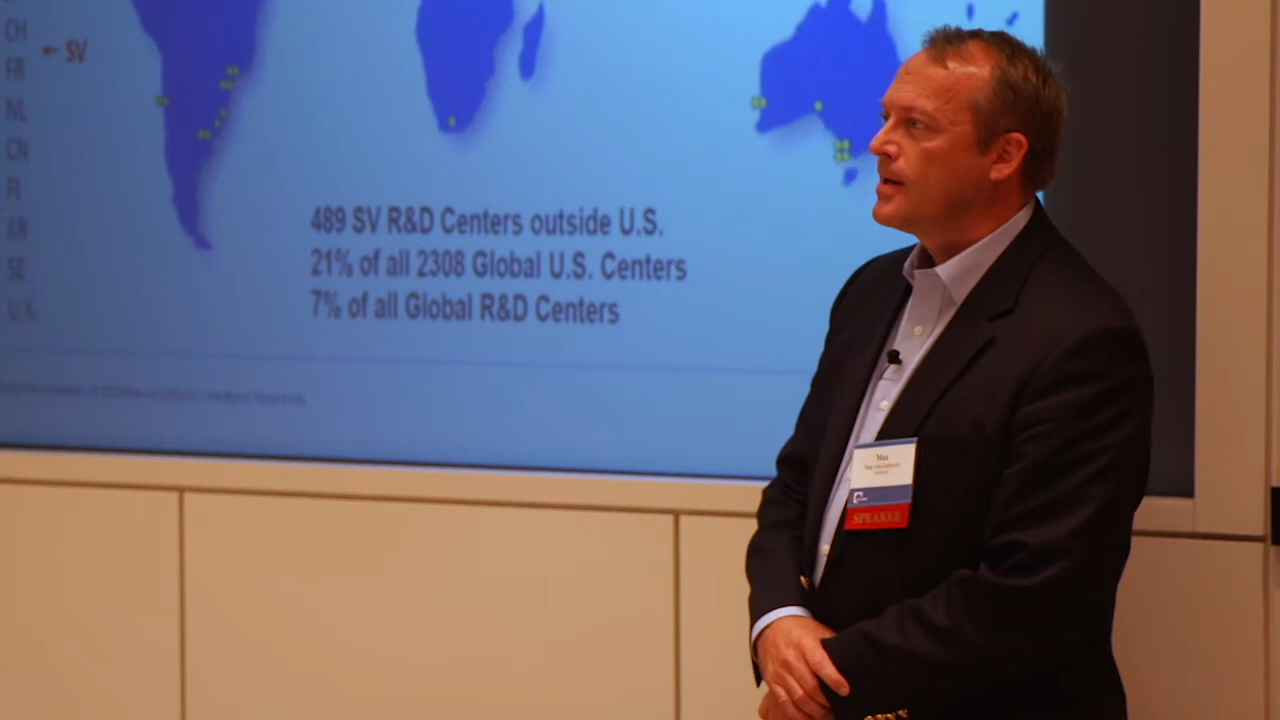 CH
← SV
FR
NL
CN
FI
KR
SE
U.K.
489 SV R&D Centers outside U.S.
21% of all 2308 Global U.S. Centers
7% of all Global R&D Centers
Max
SPEAKER